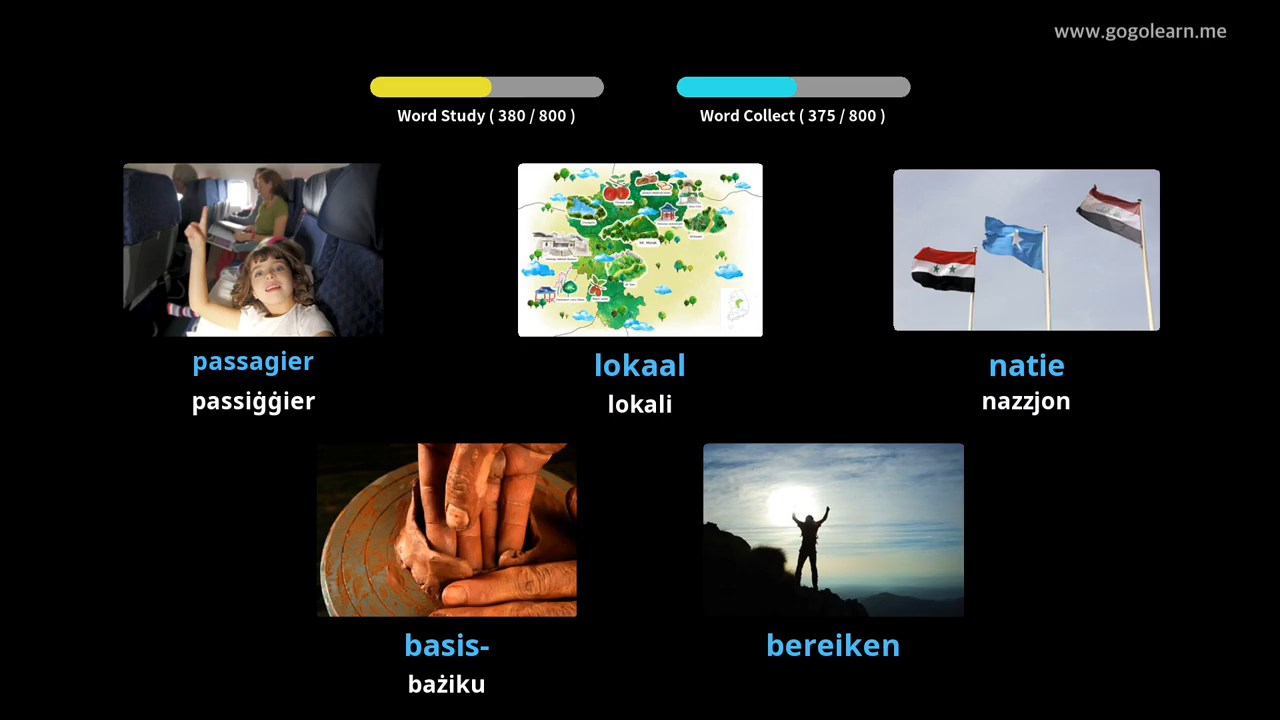 www.gogolearn.me
Word Study ( 380 / 800 )
Word Collect ( 375 / 800 )
passagier
passiġġier
lokaal
lokali
natie
nazzjon
basis-
bażiku
bereiken